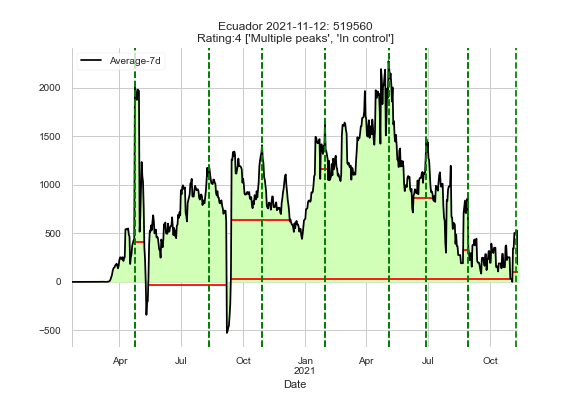 Ecuador 2021-11-12: 519560
Rating:4 ['Multiple peaks', 'In control']
Average-7d
2000
1500
1000
500
0
−500
Apr
Jul
Oct
Jan
2021
Apr
Jul
Oct
Date